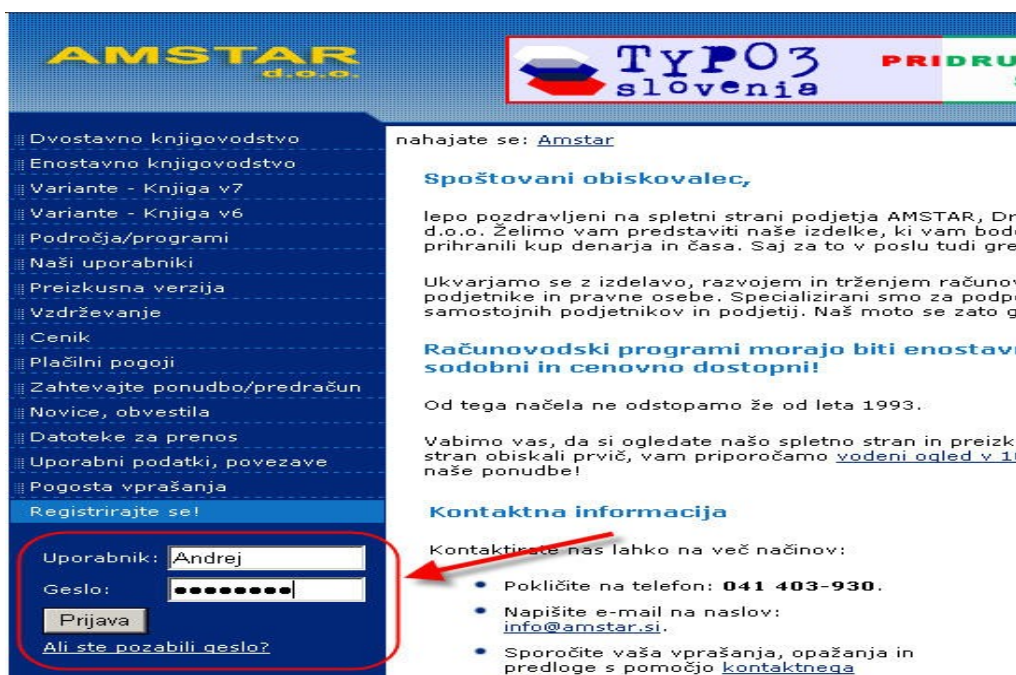 AMSTAR
d.o.o.
TYPO3
slovenia
PRIDRU
Dvostavno knjigovodstvo
Enostavno knjigovodstvo
Variante - Knjiga v7
Variante - Knjiga v6
Področja/programi
Naši uporabniki
Preizkusna verzija
Vzdrževanje
Cenik
Plačilni pogoji
Zahtevajte ponudbo/predračun
Novice, obvestila
Datoteke za prenos
Uporabni podatki, povezave
Pogosta vprašanja
Registrirajte se!
Uporabnik: Andrej
Geslo: ●●●●●●●●
Prijava
Ali ste pozabili geslo?
nahajate se: Amstar
Spoštovani obiskovalec,
lepo pozdravljeni na spletni strani podjetja AMSTAR, Dr
d.o.o. Želimo vam predstaviti naše izdelke, ki vam bod
prihranili kup denarja in časa. Saj za to v poslu tudi gre
Ukvarjamo se z izdelavo, razvojem in trženjem računov
podjetnike in pravne osebe. Specializirani smo za podp
samostojnih podjetnikov in podjetij. Naš moto se zato g
Računovodski programi morajo biti enostavn
sodobni in cenovno dostopni!
Od tega načela ne odstopamo že od leta 1993.
Vabimo vas, da si ogledate našo spletno stran in preizk
stran obiskali prvič, vam priporočamo vodeni ogled v 10
naše ponudbe!
Kontaktna informacija
Kontaktirate nas lahko na več načinov:
Pokličite na telefon: 041 403-930.
Napišite e-mail na naslov:
info@amstar.si.
Sporočite vaša vprašanja, opažanja in
predloge s pomočjo kontaktnega